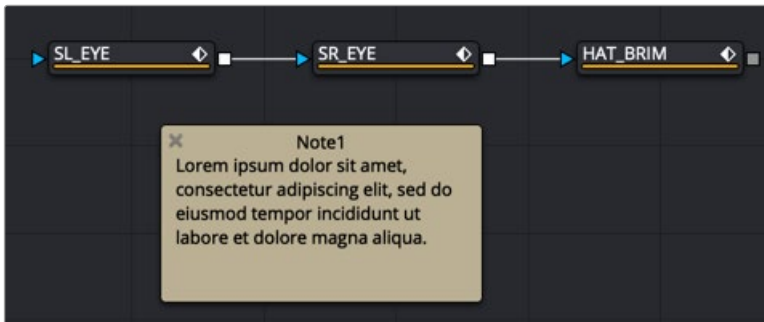 SL_EYE
SR_EYE
HAT_BRIM
Note1
Lorem ipsum dolor sit amet,
consectetur adipiscing elit, sed do
eiusmod tempor incididunt ut
labore et dolore magna aliqua.